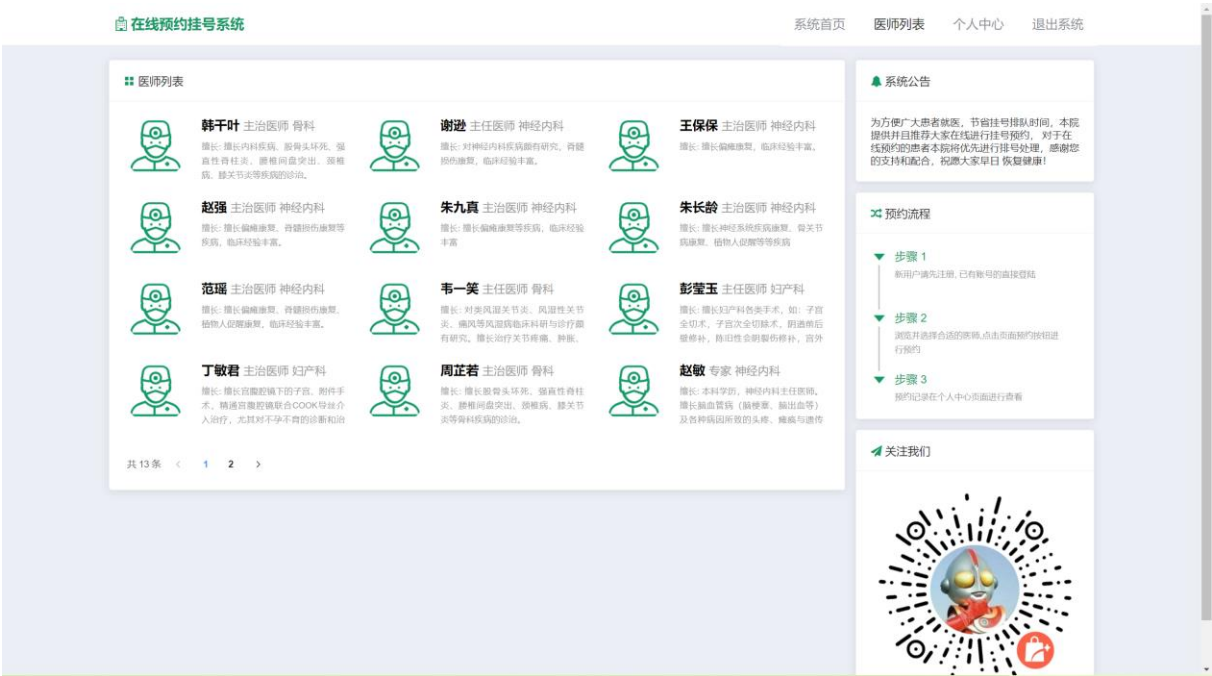 在线预约挂号系统
系统首页 医师列表 个人中心 退出系统
医师列表
韩千叶 主治医师 骨科
擅长: 擅长内科疾病、股骨头坏死、强
直性脊柱炎、腰椎间盘突出、颈椎
病、膝关节炎等疾病的诊治。
谢逊 主任医师 神经内科
擅长: 对神经内科疾病颇有研究，脊髓
损伤康复，临床经验丰富。
王保保 主治医师 神经内科
擅长: 擅长偏瘫康复，临床经验丰富。
赵强 主治医师 神经内科
擅长: 擅长偏瘫康复、脊髓损伤康复等
疾病，临床经验丰富。
朱九真 主治医师 神经内科
擅长: 擅长偏瘫康复等疾病，临床经验
丰富
朱长龄 主治医师 神经内科
擅长: 擅长神经系统疾病康复、骨关节
病康复、植物人促醒等等疾病
范瑶 主治医师 神经内科
擅长: 擅长偏瘫康复、脊髓损伤康复、
植物人促醒康复，临床经验丰富。
韦一笑 主任医师 骨科
擅长: 对类风湿关节炎、风湿性关节
炎、痛风等风湿病临床科研与诊疗颇
有研究。擅长治疗关节疼痛、肿胀、
彭莹玉 主任医师 妇产科
擅长: 擅长妇产科各类手术，如：子宫
全切术，子宫次全切除术，阴道前后
壁修补，陈旧性会阴裂伤修补，宫外
丁敏君 主治医师 妇产科
擅长: 擅长宫腹腔镜下的子宫、附件手
术，精通宫腹腔镜联合COOK导丝介
入治疗，尤其对不孕不育的诊断和治
周芷若 主治医师 骨科
擅长: 擅长股骨头坏死、强直性脊柱
炎、腰椎间盘突出、颈椎病、膝关节
炎等骨科疾病的诊治。
赵敏 专家 神经内科
擅长: 本科学历，神经内科主任医师。
擅长脑血管病（脑梗塞、脑出血等）
及各种病因所致的头疼、瘫痪与遗传
共 13 条 1 2
系统公告
为方便广大患者就医，节省挂号排队时间，本院
提供并且推荐大家在线进行挂号预约， 对于在
线预约的患者本院将优先进行排号处理，感谢您
的支持和配合，祝愿大家早日 恢复健康！
预约流程
步骤 1
新用户请先注册, 已有账号的直接登陆
步骤 2
浏览并选择合适的医师,点击页面预约按钮进
行预约
步骤 3
预约记录在个人中心页面进行查看
关注我们